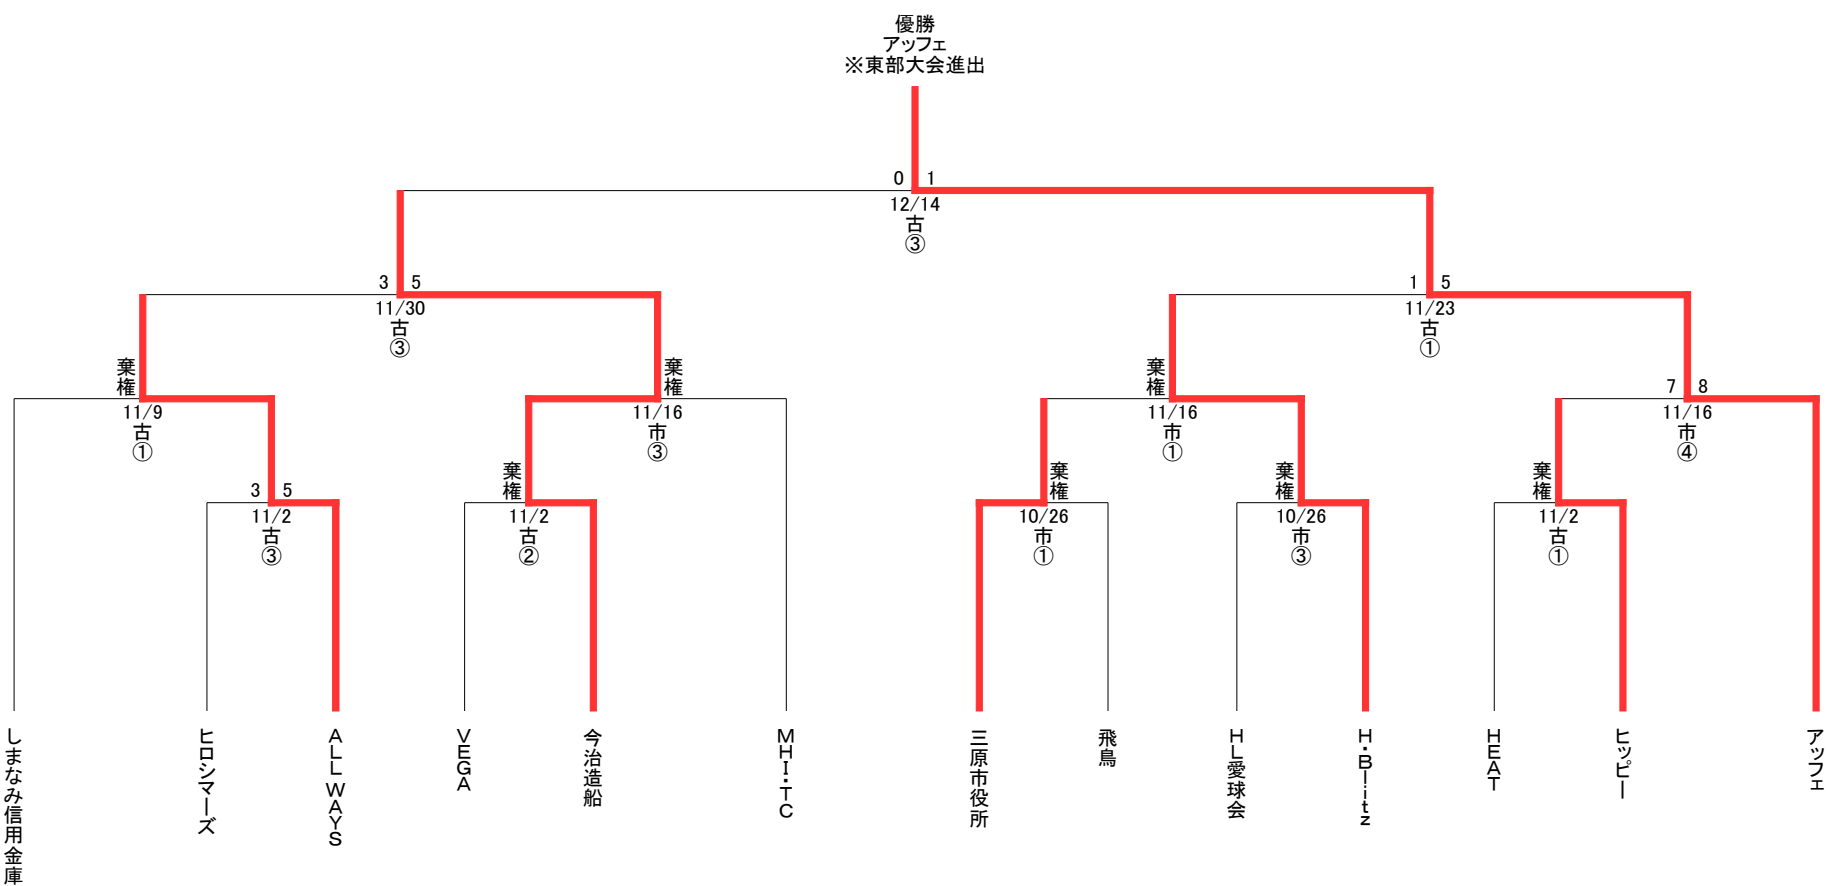 優勝
アッフェ
※東部大会進出
0 1
12/14
古
③
3 5
11/30
古
③
1 5
11/23
古
①
棄権
11/9
古
①
棄権
11/16
市
③
棄権
11/16
市
①
7 8
11/16
市
④
3 5
11/2
古
③
棄権
11/2
古
②
棄権
10/26
市
①
棄権
10/26
市
③
棄権
11/2
古
①
しまなみ信用金庫
ヒロシマーズ
ALL WAYS
VEGA
今治造船
MHI・TC
三原市役所
飛鳥
HL愛球会
H・Blitz
HEAT
ヒッピー
アッフェ